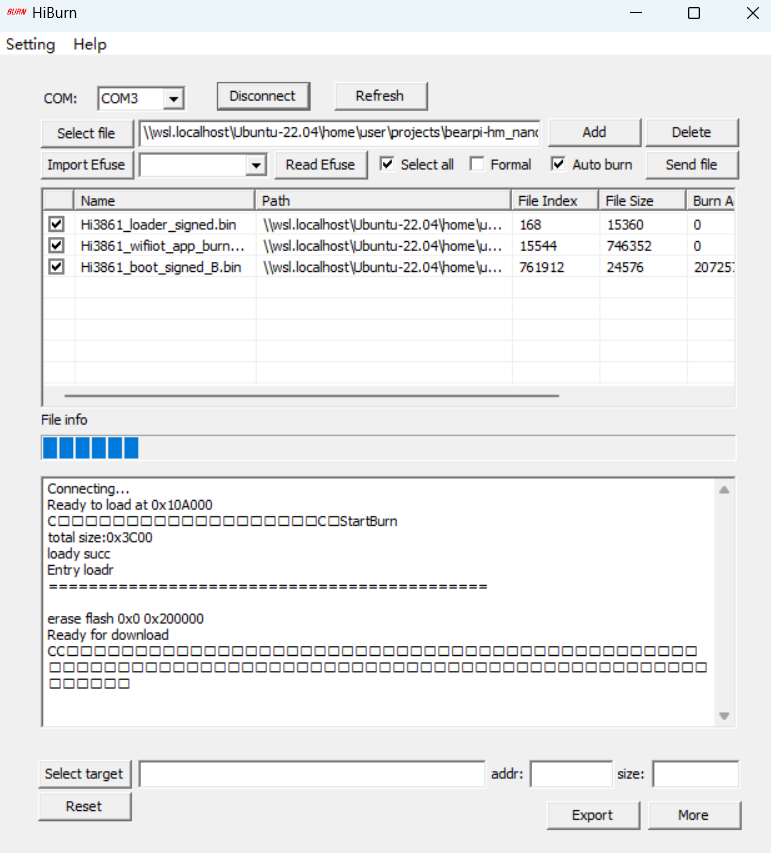 BURN HiBurn
Setting Help
COM: COM3 Disconnect Refresh
Select file \\wsl.localhost\Ubuntu-22.04\home\user\projects\bearpi-hm_nanc Add Delete
Import Efuse Read Efuse Select all Formal Auto burn Send file
Name Path File Index File Size Burn A
Hi3861_loader_signed.bin \\wsl.localhost\Ubuntu-22.04\home\u... 168 15360 0
Hi3861_wifiiot_app_burn... \\wsl.localhost\Ubuntu-22.04\home\u... 15544 746352 0
Hi3861_boot_signed_B.bin \\wsl.localhost\Ubuntu-22.04\home\u... 761912 24576 20725
File info
Connecting...
Ready to load at 0x10A000
C□□□□□□□□□□□□□□□□□□□C□StartBurn
total size:0x3C00
loady succ
Entry loadr
============================================
erase flash 0x0 0x200000
Ready for download
CC□□□□□□□□□□□□□□□□□□□□□□□□□□□□□□□□□□□□□□□□□□□□□□
□□□□□□□□□□□□□□□□□□□□□□□□□□□□□□□□□□□□□□□□□□□□□□□□
□□□□□□
Select target addr: size:
Reset
Export More